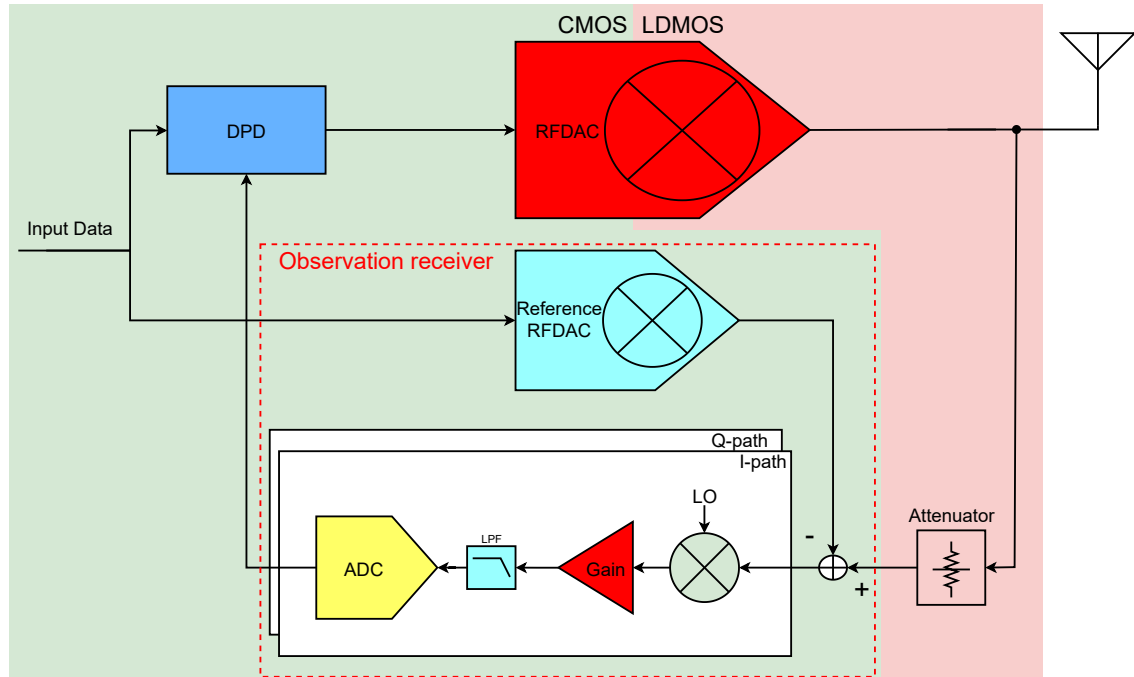 CMOS LDMOS
DPD
RFDAC
Input Data
Observation receiver
Reference
RFDAC
Q-path
I-path
LO
Attenuator
-
LPF
ADC
Gain
+